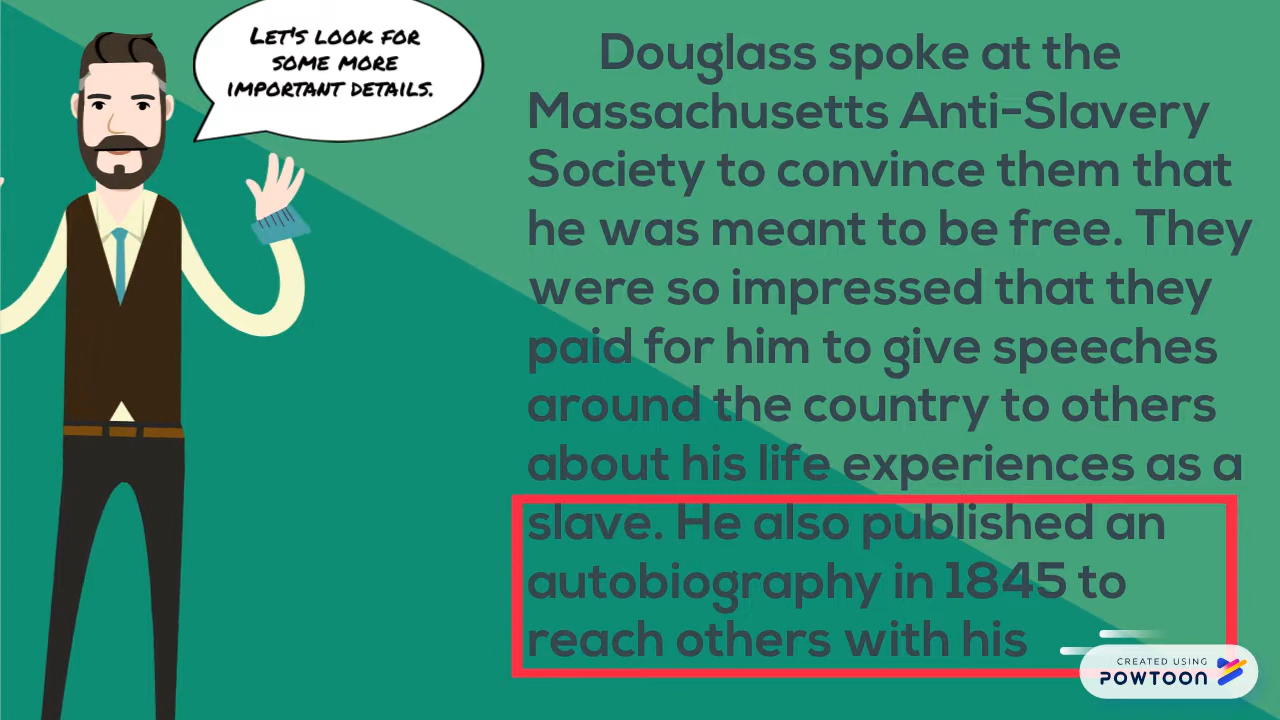 LET'S LOOK FOR
SOME MORE
IMPORTANT DETAILS.
Douglass spoke at the
Massachusetts Anti-Slavery
Society to convince them that
he was meant to be free. They
were so impressed that they
paid for him to give speeches
around the country to others
about his life experiences as a
slave. He also published an
autobiography in 1845 to
reach others with his
CREATED USING
POWTOON